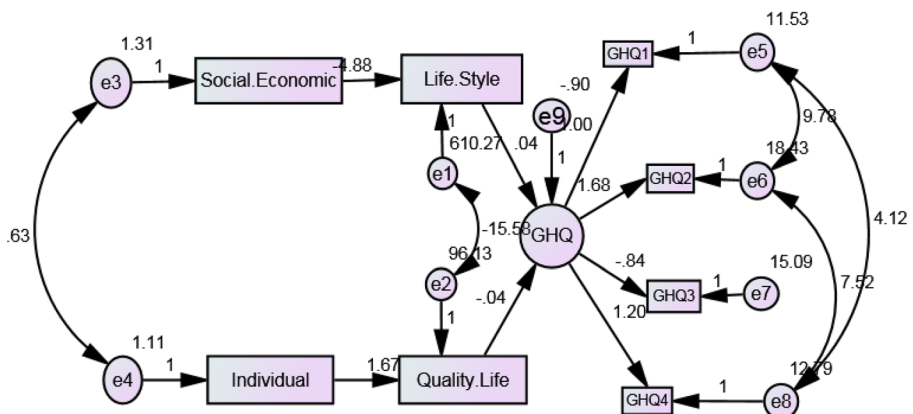 11.53
1.31
GHQ1
1
e5
-.90
e3
1
Social.Economic
-4.88
Life.Style
e9
1.00
9.78
1
610.27
.04
1
18.43
e1
1.68
GHQ2
1
e6
4.12
.63
-15.58
GHQ
96.13
-.84
15.09
e2
7.52
-.04
GHQ3
1
e7
1
1.20
1.11
12.79
e4
1
Individual
1.67
Quality.Life
GHQ4
1
e8